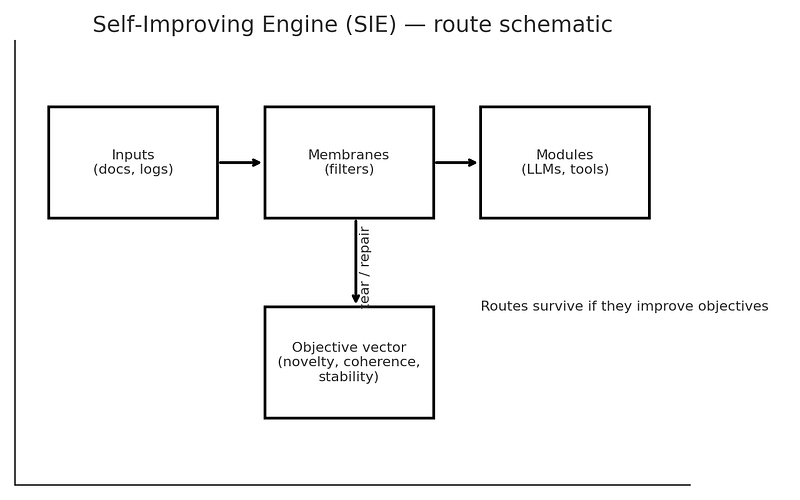 Self-Improving Engine (SIE) — route schematic
Inputs
(docs, logs)
Membranes
(filters)
Modules
(LLMs, tools)
tear / repair
Routes survive if they improve objectives
Objective vector
(novelty, coherence,
stability)